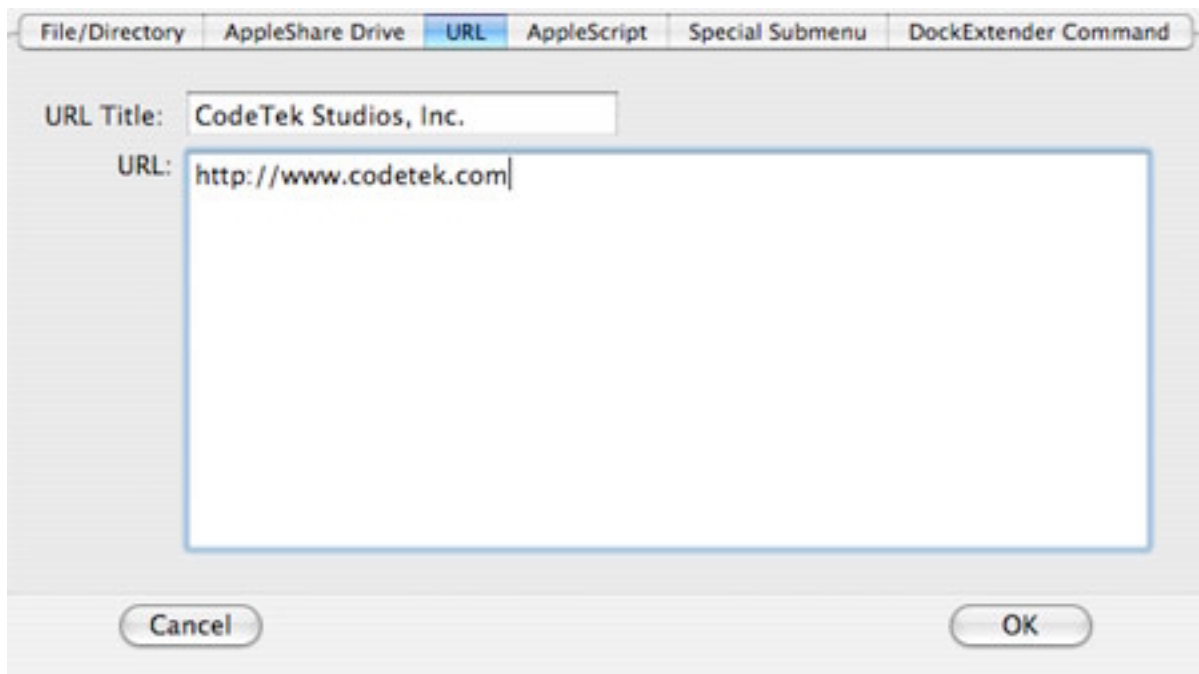 File/Directory AppleShare Drive URL AppleScript Special Submenu DockExtender Command
URL Title: CodeTek Studios, Inc.
URL: http://www.codetek.com
Cancel OK